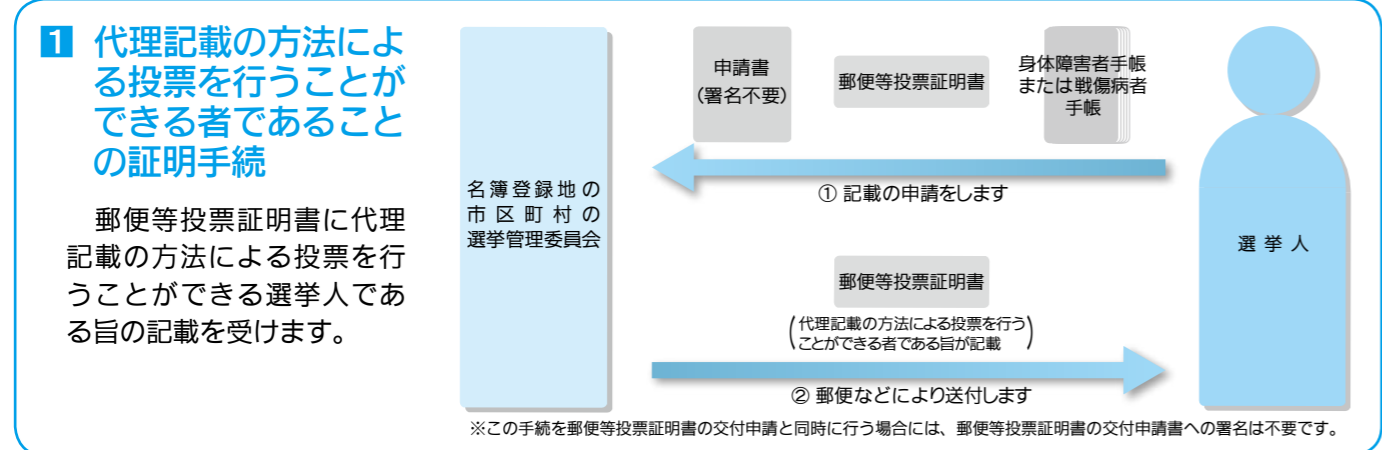 1 代理記載の方法によ
る投票を行うことが
できる者であること
の証明手続
郵便等投票証明書に代理
記載の方法による投票を行
うことができる選挙人であ
る旨の記載を受けます。
名簿登録地の
市区町村の
選挙管理委員会
申請書
(署名不要)
郵便等投票証明書
身体障害者手帳
または戦傷病者
手帳
① 記載の申請をします
選挙人
郵便等投票証明書
(代理記載の方法による投票を行う
ことができる者である旨が記載)
② 郵便などにより送付します
※この手続を郵便等投票証明書の交付申請と同時に行う場合には、郵便等投票証明書の交付申請書への署名は不要です。